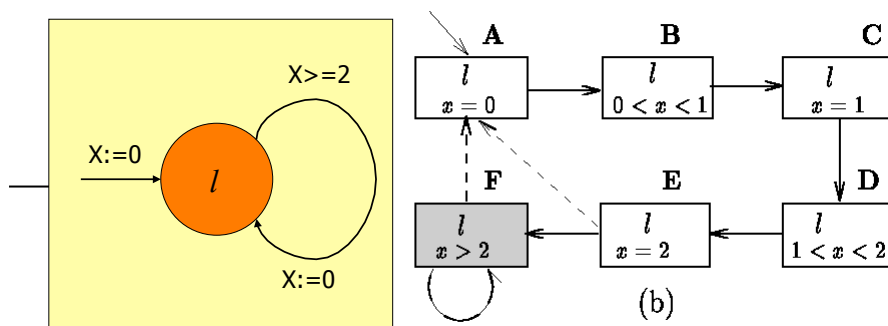 X>=2
X:=0
l
X:=0
A
B
C
l
x = 0
l
0 < x < 1
l
x = 1
F
E
D
l
x > 2
l
x = 2
l
1 < x < 2
(b)